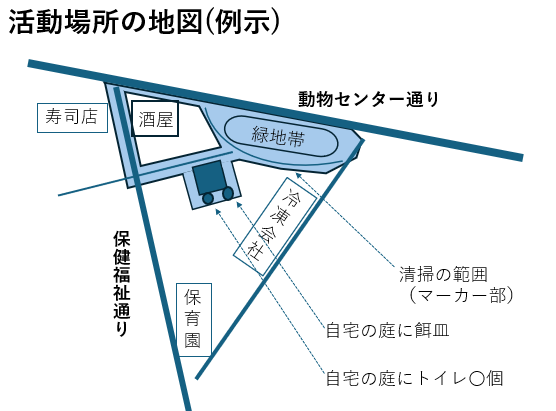 活動場所の地図(例示)
動物センター通り
寿司店
酒屋
緑地帯
冷凍会社
保健福祉通り
清掃の範囲
（マーカー部）
保育園
自宅の庭に餌皿
自宅の庭にトイレ〇個